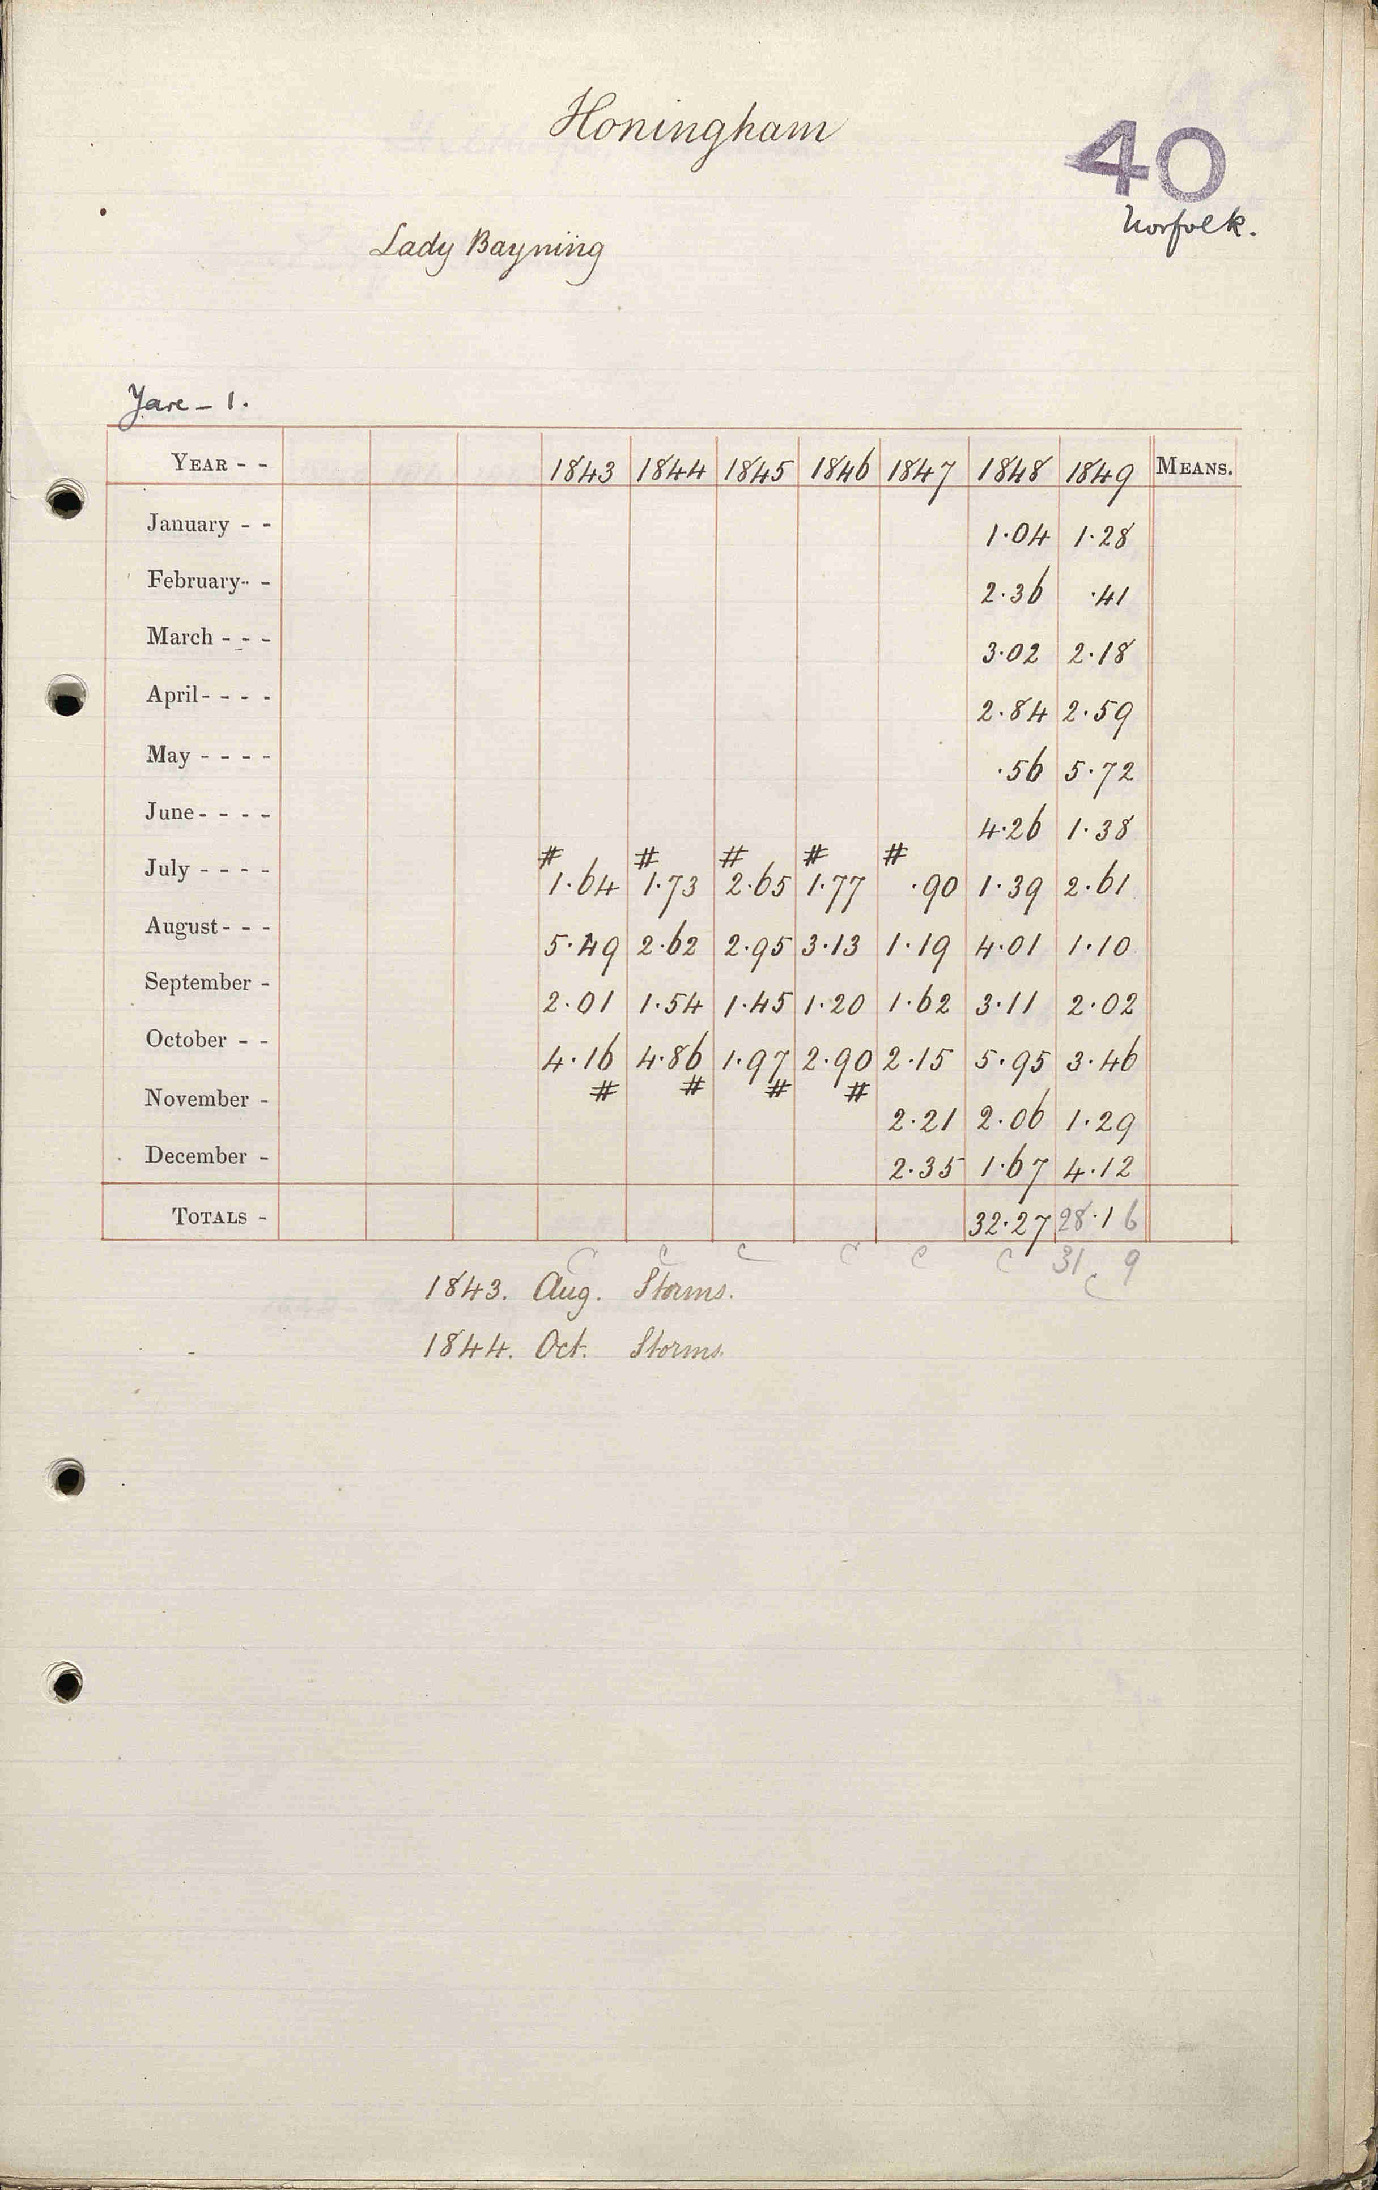 Honingham
40
Norfolk.
Lady Bayning
Yare - 1.
YEAR - - 1843 1844 1845 1846 1847 1848 1849 MEANS.
January - - 1·04 1·28
February - - 2·36 ·41
March - - - 3·02 2·18
April - - - - 2·84 2·59
May - - - - ·56 5·72
June - - - - 4·26 1·38
# # # # #
July - - - - 1·64 1·73 2·65 1·77 ·90 1·39 2·61
August - - - 5·49 2·62 2·95 3·13 1·19 4·01 1·10
September - 2·01 1·54 1·45 1·20 1·62 3·11 2·02
October - - 4·16 4·86 1·97 2·90 2·15 5·95 3·46
# # # #
November - 2·21 2·06 1·29
December - 2·35 1·67 4·12
TOTALS - 32·27 28·16
c c c c c c 31 9
c
1843. Aug. Storms.
1844. Oct. Storms.